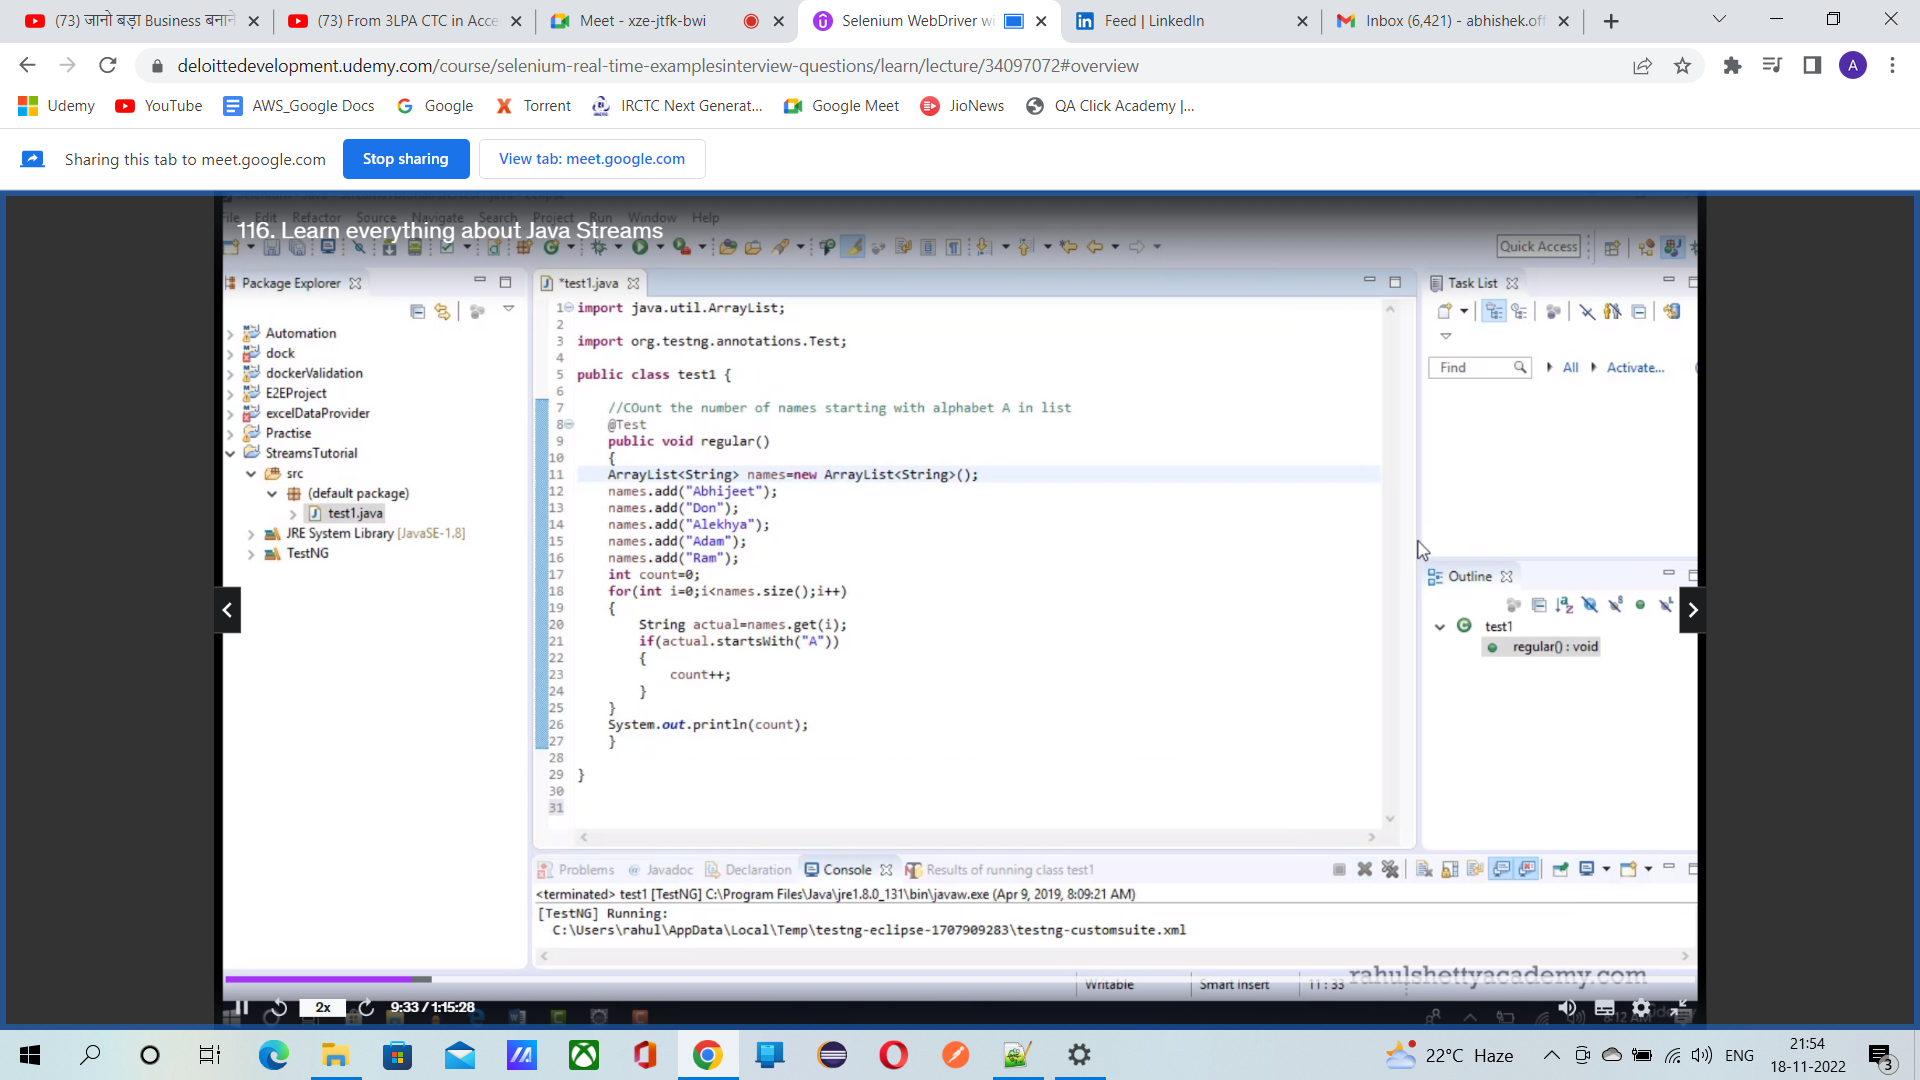 (73) जानो बड़ा Business बनाने
(73) From 3LPA CTC in Acce
Meet - xze-jtfk-bwi
Selenium WebDriver wi
Feed | LinkedIn
Inbox (6,421) - abhishek.off
deloittedevelopment.udemy.com/course/selenium-real-time-examplesinterview-questions/learn/lecture/34097072#overview
A
Udemy
YouTube
AWS_Google Docs
Google
Torrent
IRCTC Next Generat...
Google Meet
JioNews
QA Click Academy |...
Sharing this tab to meet.google.com
Stop sharing
View tab: meet.google.com
File Edit Refactor Source Navigate Search Project Run Window Help
116. Learn everything about Java Streams
Quick Access
Package Explorer
*test1.java
Task List
Automation
dock
dockerValidation
E2EProject
excelDataProvider
Practise
StreamsTutorial
src
(default package)
test1.java
JRE System Library [JavaSE-1.8]
TestNG
1 import java.util.ArrayList;
2
3 import org.testng.annotations.Test;
4
5 public class test1 {
6
7 //COunt the number of names starting with alphabet A in list
8 @Test
9 public void regular()
10 {
11 ArrayList<String> names=new ArrayList<String>();
12 names.add("Abhijeet");
13 names.add("Don");
14 names.add("Alekhya");
15 names.add("Adam");
16 names.add("Ram");
17 int count=0;
18 for(int i=0;i<names.size();i++)
19 {
20 String actual=names.get(i);
21 if(actual.startsWith("A"))
22 {
23 count++;
24 }
25 }
26 System.out.println(count);
27 }
28
29 }
30
31
Find
All
Activate...
Outline
test1
regular() : void
Problems
Javadoc
Declaration
Console
Results of running class test1
<terminated> test1 [TestNG] C:\Program Files\Java\jre1.8.0_131\bin\javaw.exe (Apr 9, 2019, 8:09:21 AM)
[TestNG] Running:
C:\Users\rahul\AppData\Local\Temp\testng-eclipse-1707909283\testng-customsuite.xml
Writable
Smart Insert
11 : 33
rahulshettyacademy.com
2x
9:33 / 1:15:28
22°C Haze
ENG
21:54
18-11-2022
3